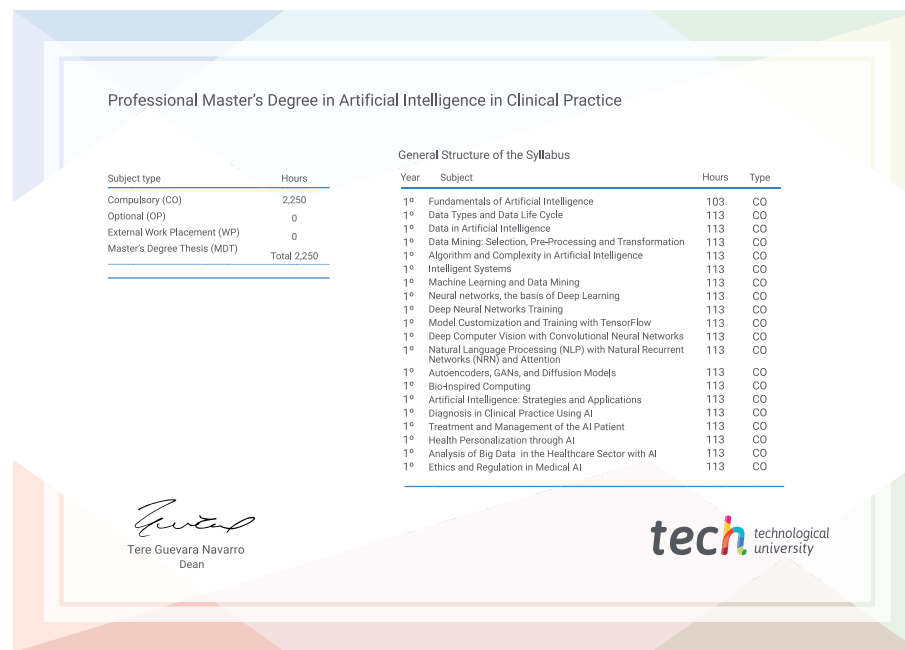 Professional Master's Degree in Artificial Intelligence in Clinical Practice
Subject type Hours
Compulsory (CO) 2,250
Optional (OP) 0
External Work Placement (WP) 0
Master's Degree Thesis (MDT)
Total 2,250
General Structure of the Syllabus
Year Subject Hours Type
1º Fundamentals of Artificial Intelligence 103 CO
1º Data Types and Data Life Cycle 113 CO
1º Data in Artificial Intelligence 113 CO
1º Data Mining: Selection, Pre-Processing and Transformation 113 CO
1º Algorithm and Complexity in Artificial Intelligence 113 CO
1º Intelligent Systems 113 CO
1º Machine Learning and Data Mining 113 CO
1º Neural networks, the basis of Deep Learning 113 CO
1º Deep Neural Networks Training 113 CO
1º Model Customization and Training with TensorFlow 113 CO
1º Deep Computer Vision with Convolutional Neural Networks 113 CO
1º Natural Language Processing (NLP) with Natural Recurrent 113 CO
Networks (NRN) and Attention
1º Autoencoders, GANs, and Diffusion Models 113 CO
1º Bio-Inspired Computing 113 CO
1º Artificial Intelligence: Strategies and Applications 113 CO
1º Diagnosis in Clinical Practice Using AI 113 CO
1º Treatment and Management of the AI Patient 113 CO
1º Health Personalization through AI 113 CO
1º Analysis of Big Data in the Healthcare Sector with AI 113 CO
1º Ethics and Regulation in Medical AI 113 CO
Tere Guevara Navarro
Dean
tech technological
university